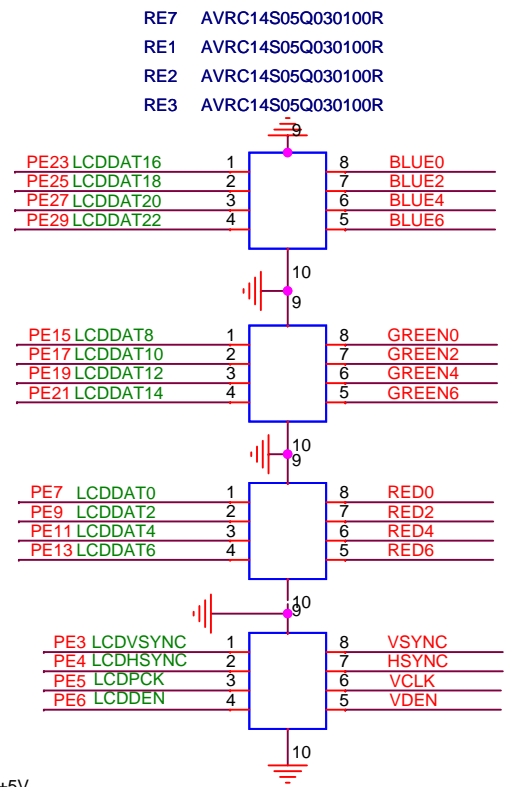 RE7 AVRC14S05Q030100R
RE1 AVRC14S05Q030100R
RE2 AVRC14S05Q030100R
RE3 AVRC14S05Q030100R
9
PE23 LCDDAT16 1 8 BLUE0
PE25 LCDDAT18 2 7 BLUE2
PE27 LCDDAT20 3 6 BLUE4
PE29 LCDDAT22 4 5 BLUE6
10
9
PE15 LCDDAT8 1 8 GREEN0
PE17 LCDDAT10 2 7 GREEN2
PE19 LCDDAT12 3 6 GREEN4
PE21 LCDDAT14 4 5 GREEN6
10
9
PE7 LCDDAT0 1 8 RED0
PE9 LCDDAT2 2 7 RED2
PE11 LCDDAT4 3 6 RED4
PE13 LCDDAT6 4 5 RED6
10
9
PE3 LCDVSYNC 1 8 VSYNC
PE4 LCDHSYNC 2 7 HSYNC
PE5 LCDPCK 3 6 VCLK
PE6 LCDDEN 4 5 VDEN
10
+5V